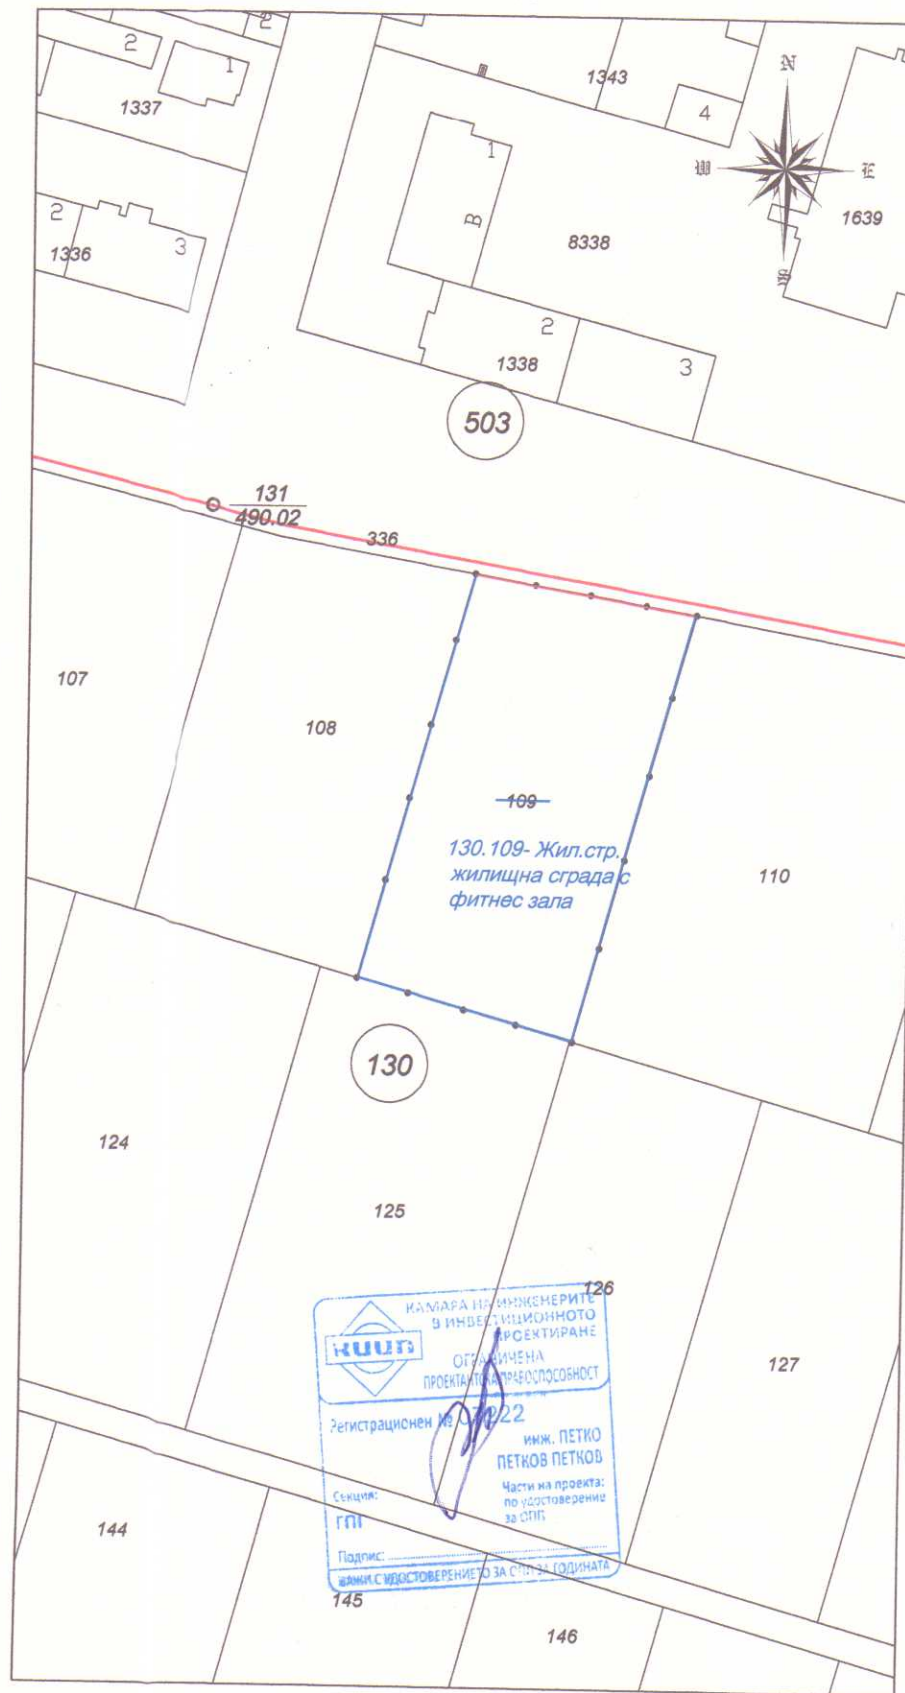 2
2
1
1337
2
1336
3
1343
4
N
W
E
S
1639
1
B
8338
2
1338
3
503
131
490.02
336
107
108
109
130.109- Жил.стр.
жилищна сграда с
фитнес зала
110
130
124
125
126
127
КАМАРА НА ИНЖЕНЕРИТЕ
В ИНВЕСТИЦИОННОТО
ПРОЕКТИРАНЕ
КИИП
ОГРАНИЧЕНА
ПРОЕКТАНТСКА ПРАВОСПОСОБНОСТ
Регистрационен №
инж. ПЕТКО
ПЕТКОВ ПЕТКОВ
Секция:
ГПГ
Части на проекта:
по удостоверение
за ОПП
Подпис:
ВАЖИ С УДОСТОВЕРЕНИЕТО ЗА ОПП ЗА ГОДИНАТА
144
145
146